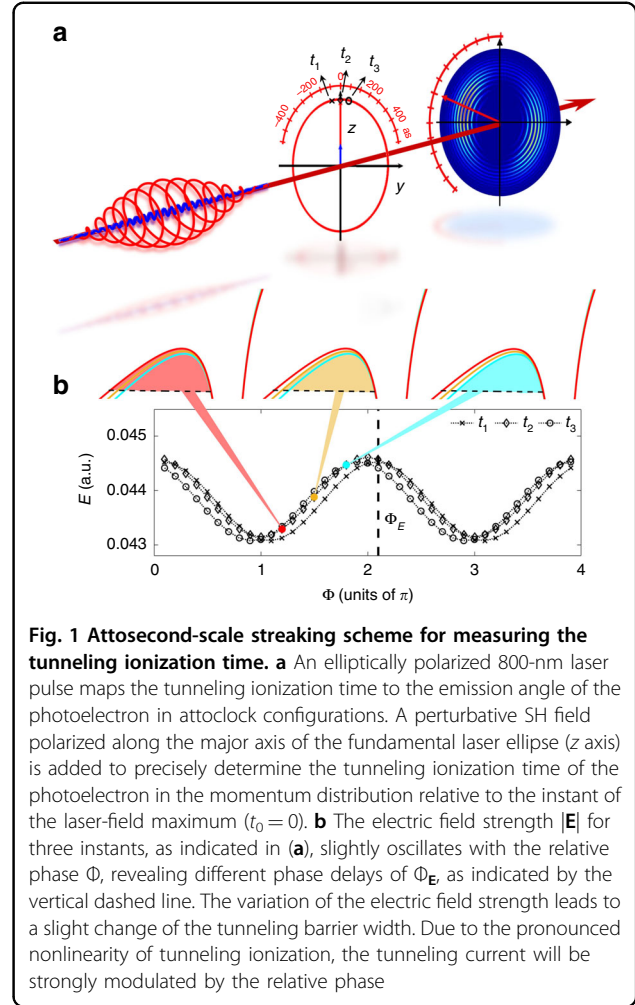 a
t₁
t₂
t₃
−400
−200
0
200
400
as
z
y
b
t₁
t₂
t₃
0.045
0.044
0.043
E (a.u.)
Φ_E
0
1
2
3
4
Φ (units of π)
Fig. 1 Attosecond-scale streaking scheme for measuring the
tunneling ionization time. a An elliptically polarized 800-nm laser
pulse maps the tunneling ionization time to the emission angle of the
photoelectron in attoclock configurations. A perturbative SH field
polarized along the major axis of the fundamental laser ellipse (z axis)
is added to precisely determine the tunneling ionization time of the
photoelectron in the momentum distribution relative to the instant of
the laser-field maximum (t₀ = 0). b The electric field strength |E| for
three instants, as indicated in (a), slightly oscillates with the relative
phase Φ, revealing different phase delays of Φ_E, as indicated by the
vertical dashed line. The variation of the electric field strength leads to
a slight change of the tunneling barrier width. Due to the pronounced
nonlinearity of tunneling ionization, the tunneling current will be
strongly modulated by the relative phase